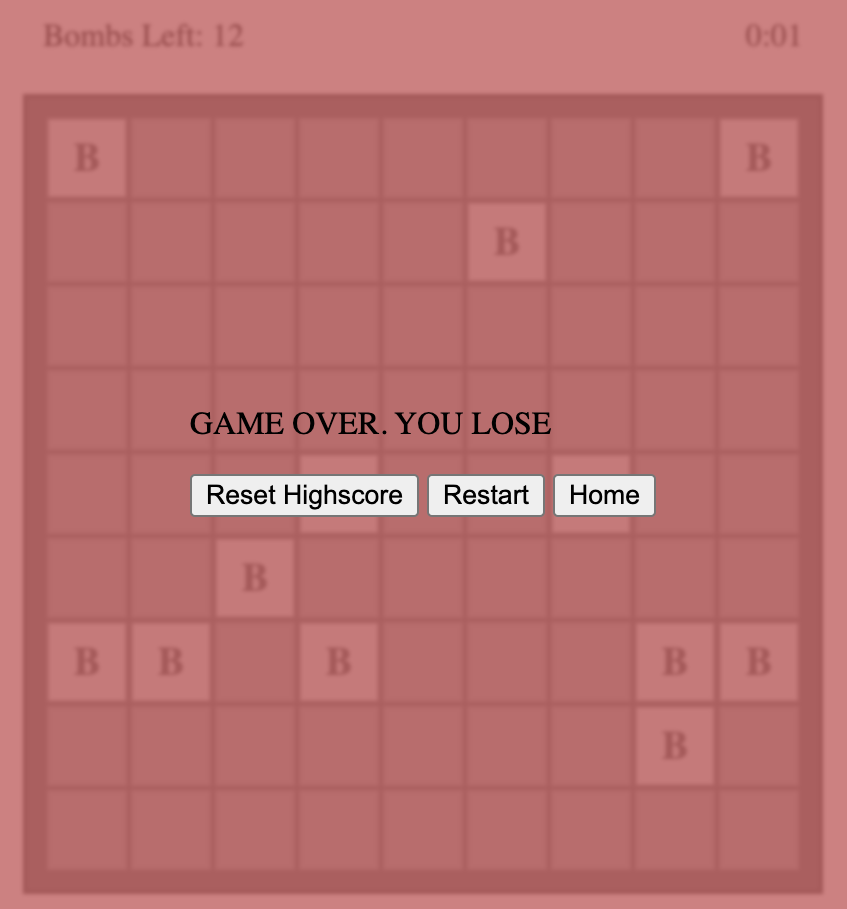 Bombs Left: 12 0:01
B B
B
GAME OVER. YOU LOSE
Reset Highscore Restart Home
B
B B B B B
B